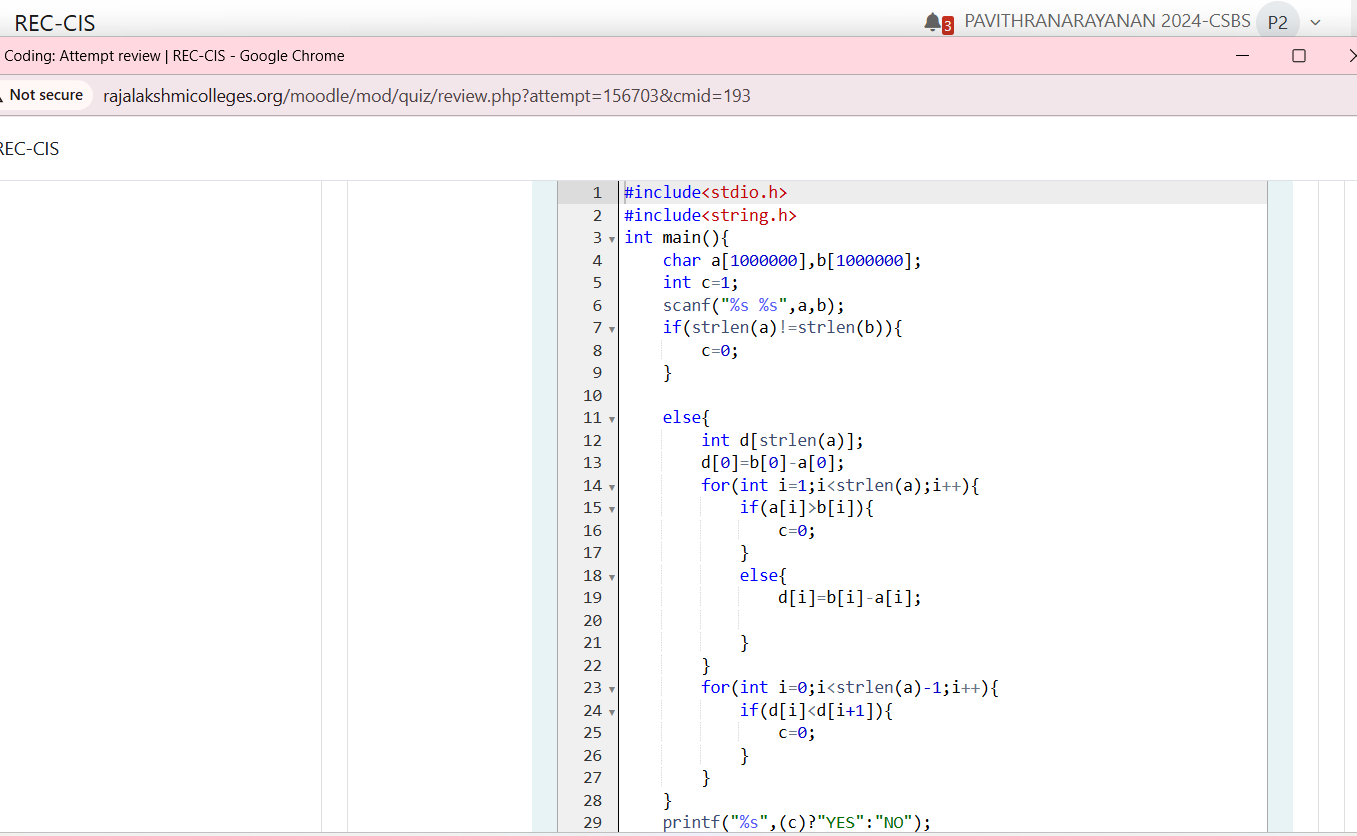 REC-CIS
3 PAVITHRANARAYANAN 2024-CSBS P2
Coding: Attempt review | REC-CIS - Google Chrome
Not secure rajalakshmicolleges.org/moodle/mod/quiz/review.php?attempt=156703&cmid=193
REC-CIS
1 #include<stdio.h>
2 #include<string.h>
3 int main(){
4     char a[1000000],b[1000000];
5     int c=1;
6     scanf("%s %s",a,b);
7     if(strlen(a)!=strlen(b)){
8         c=0;
9     }
10
11     else{
12         int d[strlen(a)];
13         d[0]=b[0]-a[0];
14         for(int i=1;i<strlen(a);i++){
15             if(a[i]>b[i]){
16                 c=0;
17             }
18             else{
19                 d[i]=b[i]-a[i];
20
21             }
22         }
23         for(int i=0;i<strlen(a)-1;i++){
24             if(d[i]<d[i+1]){
25                 c=0;
26             }
27         }
28     }
29     printf("%s",(c)?"YES":"NO");